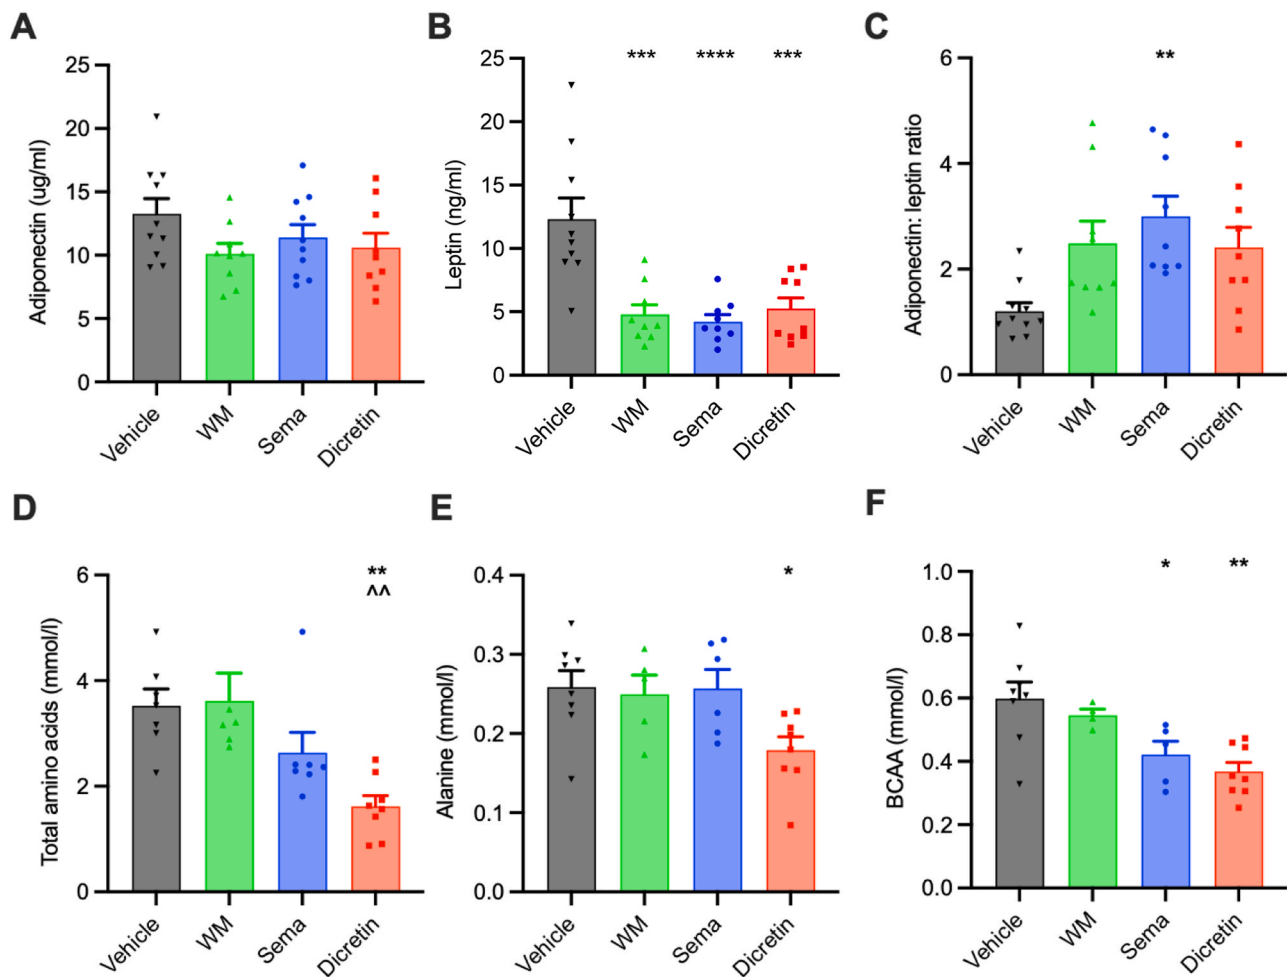 A
Adiponectin (ug/ml)
25
20
15
10
5
0
Vehicle
WM
Sema
Dicretin
B
Leptin (ng/ml)
25
20
15
10
5
0
***
****
***
Vehicle
WM
Sema
Dicretin
C
Adiponectin: leptin ratio
6
4
2
0
**
Vehicle
WM
Sema
Dicretin
D
Total amino acids (mmol/l)
6
4
2
0
**
^^
Vehicle
WM
Sema
Dicretin
E
Alanine (mmol/l)
0.4
0.3
0.2
0.1
0.0
*
Vehicle
WM
Sema
Dicretin
F
BCAA (mmol/l)
1.0
0.8
0.6
0.4
0.2
0.0
*
**
Vehicle
WM
Sema
Dicretin